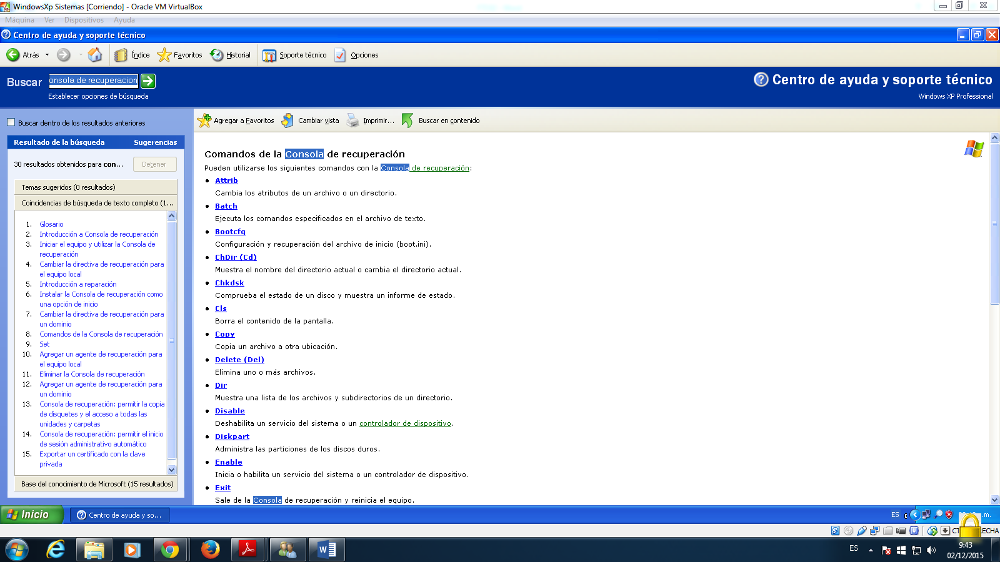 WindowsXp Sistemas [Corriendo] - Oracle VM VirtualBox
Máquina Ver Dispositivos Ayuda
Centro de ayuda y soporte técnico
Atrás Índice Favoritos Historial Soporte técnico Opciones
Buscar onsola de recuperacion
Establecer opciones de búsqueda
Centro de ayuda y soporte técnico
Windows XP Professional
Buscar dentro de los resultados anteriores
Resultado de la búsqueda Sugerencias
30 resultados obtenidos para con... Detener
Temas sugeridos (0 resultados)
Coincidencias de búsqueda de texto completo (1...
1. Glosario
2. Introducción a Consola de recuperación
3. Iniciar el equipo y utilizar la Consola de
recuperación
4. Cambiar la directiva de recuperación para
el equipo local
5. Introducción a reparación
6. Instalar la Consola de recuperación como
una opción de inicio
7. Cambiar la directiva de recuperación para
un dominio
8. Comandos de la Consola de recuperación
9. Set
10. Agregar un agente de recuperación para
el equipo local
11. Eliminar la Consola de recuperación
12. Agregar un agente de recuperación para
un dominio
13. Consola de recuperación: permitir la copia
de disquetes y el acceso a todas las
unidades y carpetas
14. Consola de recuperación: permitir el inicio
de sesión administrativo automático
15. Exportar un certificado con la clave
privada
Base del conocimiento de Microsoft (15 resultados)
Agregar a Favoritos Cambiar vista Imprimir... Buscar en contenido
Comandos de la Consola de recuperación
Pueden utilizarse los siguientes comandos con la Consola de recuperación:
• Attrib
Cambia los atributos de un archivo o un directorio.
• Batch
Ejecuta los comandos especificados en el archivo de texto.
• Bootcfg
Configuración y recuperación del archivo de inicio (boot.ini).
• ChDir (Cd)
Muestra el nombre del directorio actual o cambia el directorio actual.
• Chkdsk
Comprueba el estado de un disco y muestra un informe de estado.
• Cls
Borra el contenido de la pantalla.
• Copy
Copia un archivo a otra ubicación.
• Delete (Del)
Elimina uno o más archivos.
• Dir
Muestra una lista de los archivos y subdirectorios de un directorio.
• Disable
Deshabilita un servicio del sistema o un controlador de dispositivo.
• Diskpart
Administra las particiones de los discos duros.
• Enable
Inicia o habilita un servicio del sistema o un controlador de dispositivo.
• Exit
Sale de la Consola de recuperación y reinicia el equipo.
Inicio Centro de ayuda y so... ES
ES 9:43
02/12/2015